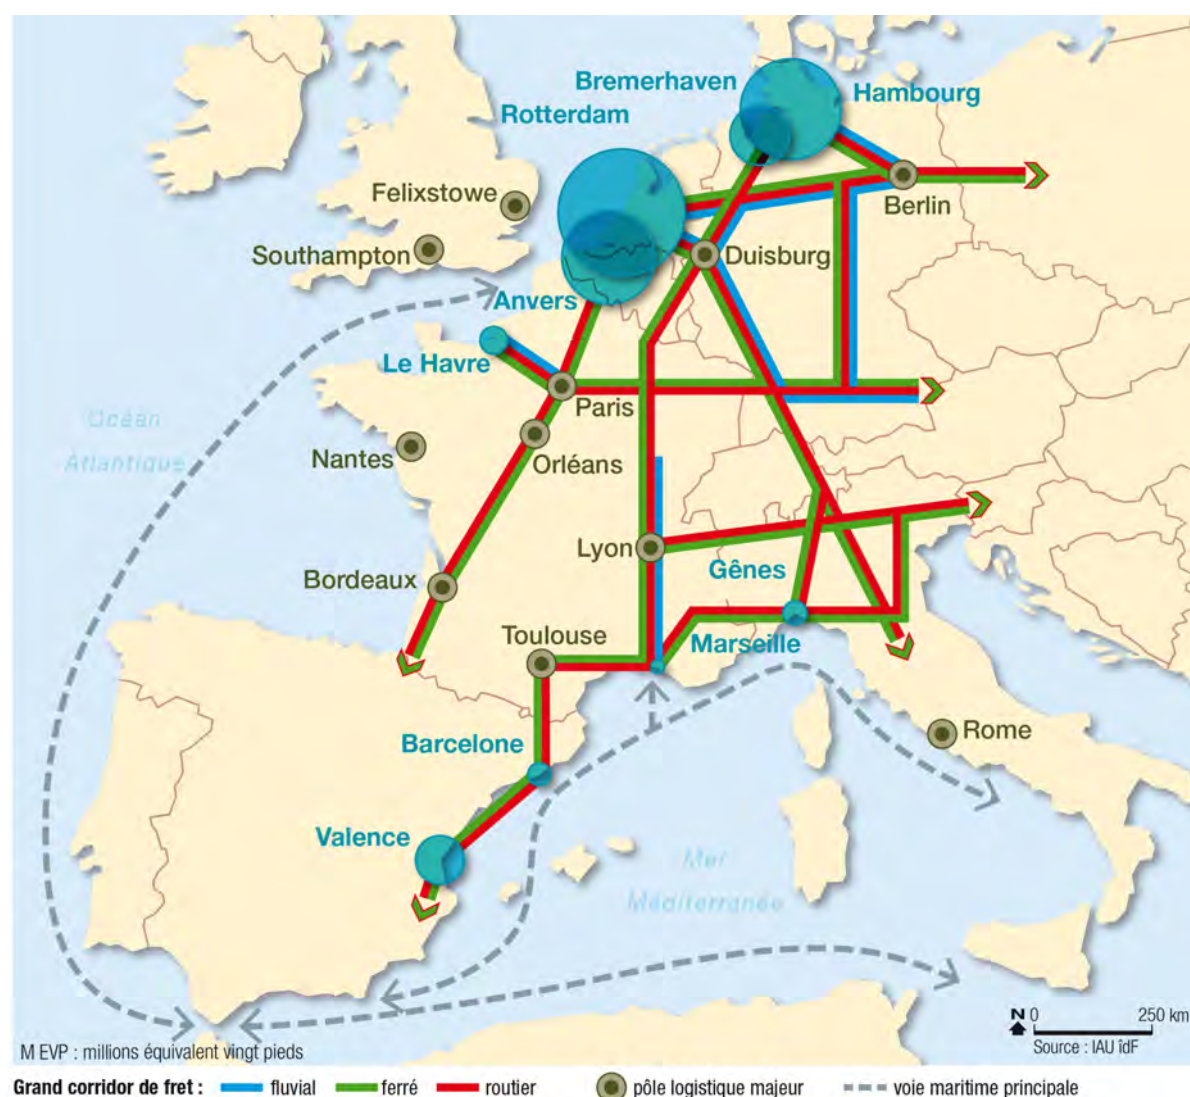 Bremerhaven
Hambourg
Rotterdam
Felixstowe
Berlin
Southampton
Duisburg
Anvers
Le Havre
Paris
Océan
Atlantique
Nantes
Orléans
Lyon
Gênes
Bordeaux
Toulouse
Marseille
Rome
Barcelone
Valence
Mer
Méditerranée
N 0 250 km
M EVP : millions équivalent vingt pieds
Source : IAU îdF
Grand corridor de fret : fluvial ferré routier pôle logistique majeur voie maritime principale